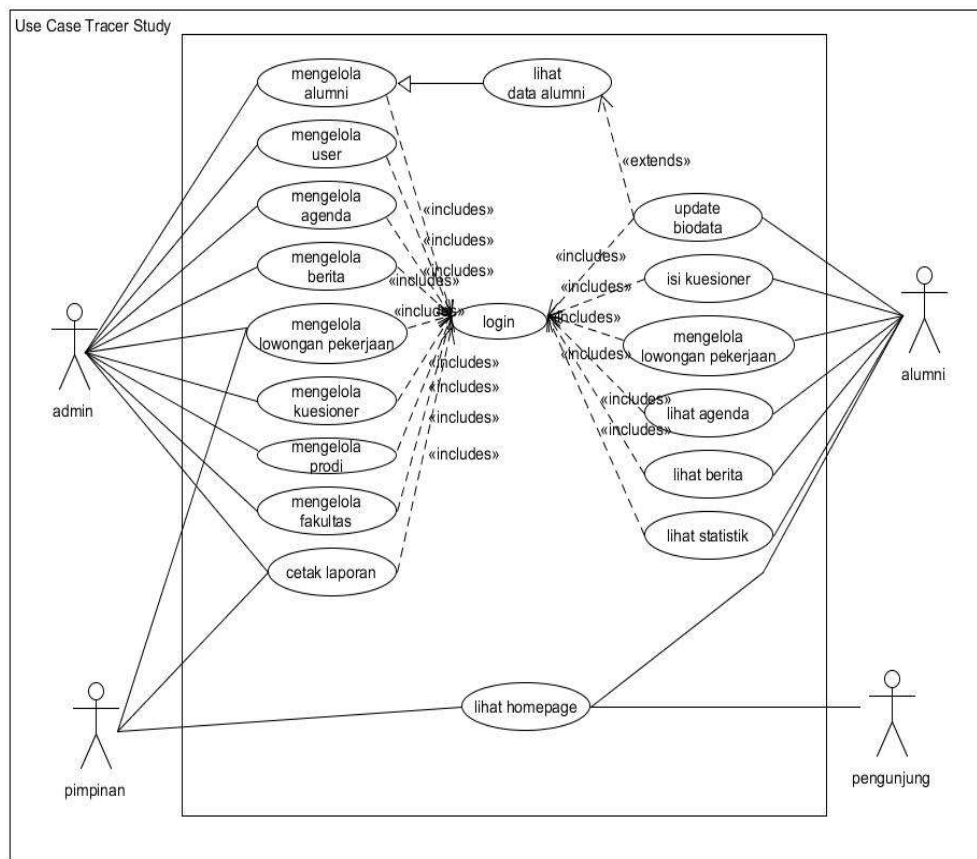 Use Case Tracer Study
mengelola
alumni
lihat
data alumni
mengelola
user
«extends»
mengelola
agenda
«includes»
update
biodata
«includes»
mengelola
berita
«includes»
«includes»
«includes»
isi kuesioner
«includes»
mengelola
lowongan pekerjaan
«includes»
login
«includes»
mengelola
lowongan pekerjaan
admin
alumni
«includes»
«includes»
mengelola
kuesioner
«includes»
«includes»
lihat agenda
«includes»
«includes»
mengelola
prodi
«includes»
lihat berita
mengelola
fakultas
lihat statistik
cetak laporan
lihat homepage
pimpinan
pengunjung